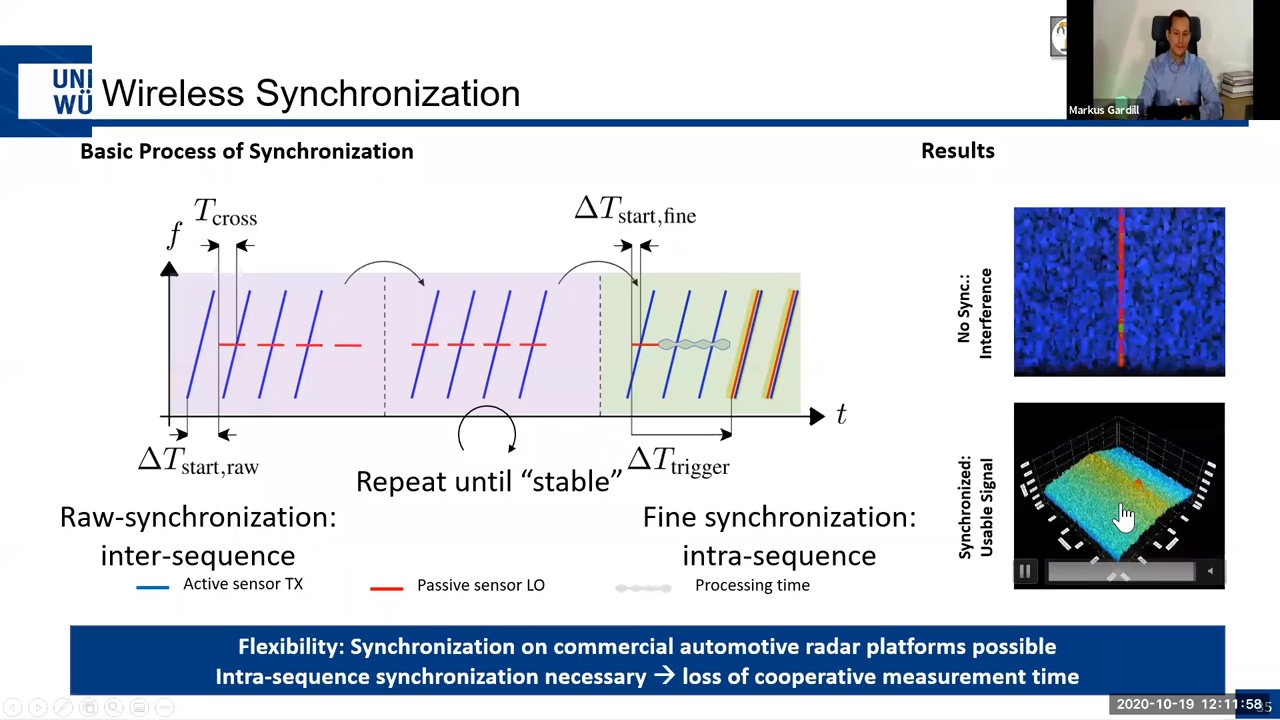 Markus Gardill
UNI
WÜ
Wireless Synchronization
Basic Process of Synchronization
Results
T_cross
ΔT_start,fine
f
t
ΔT_start,raw
ΔT_trigger
Repeat until “stable”
Raw-synchronization:
inter-sequence
Fine synchronization:
intra-sequence
Active sensor TX
Passive sensor LO
Processing time
No Sync.:
Interference
Synchronized:
Usable Signal
Flexibility: Synchronization on commercial automotive radar platforms possible
Intra-sequence synchronization necessary → loss of cooperative measurement time
2020-10-19 12:11:58
35